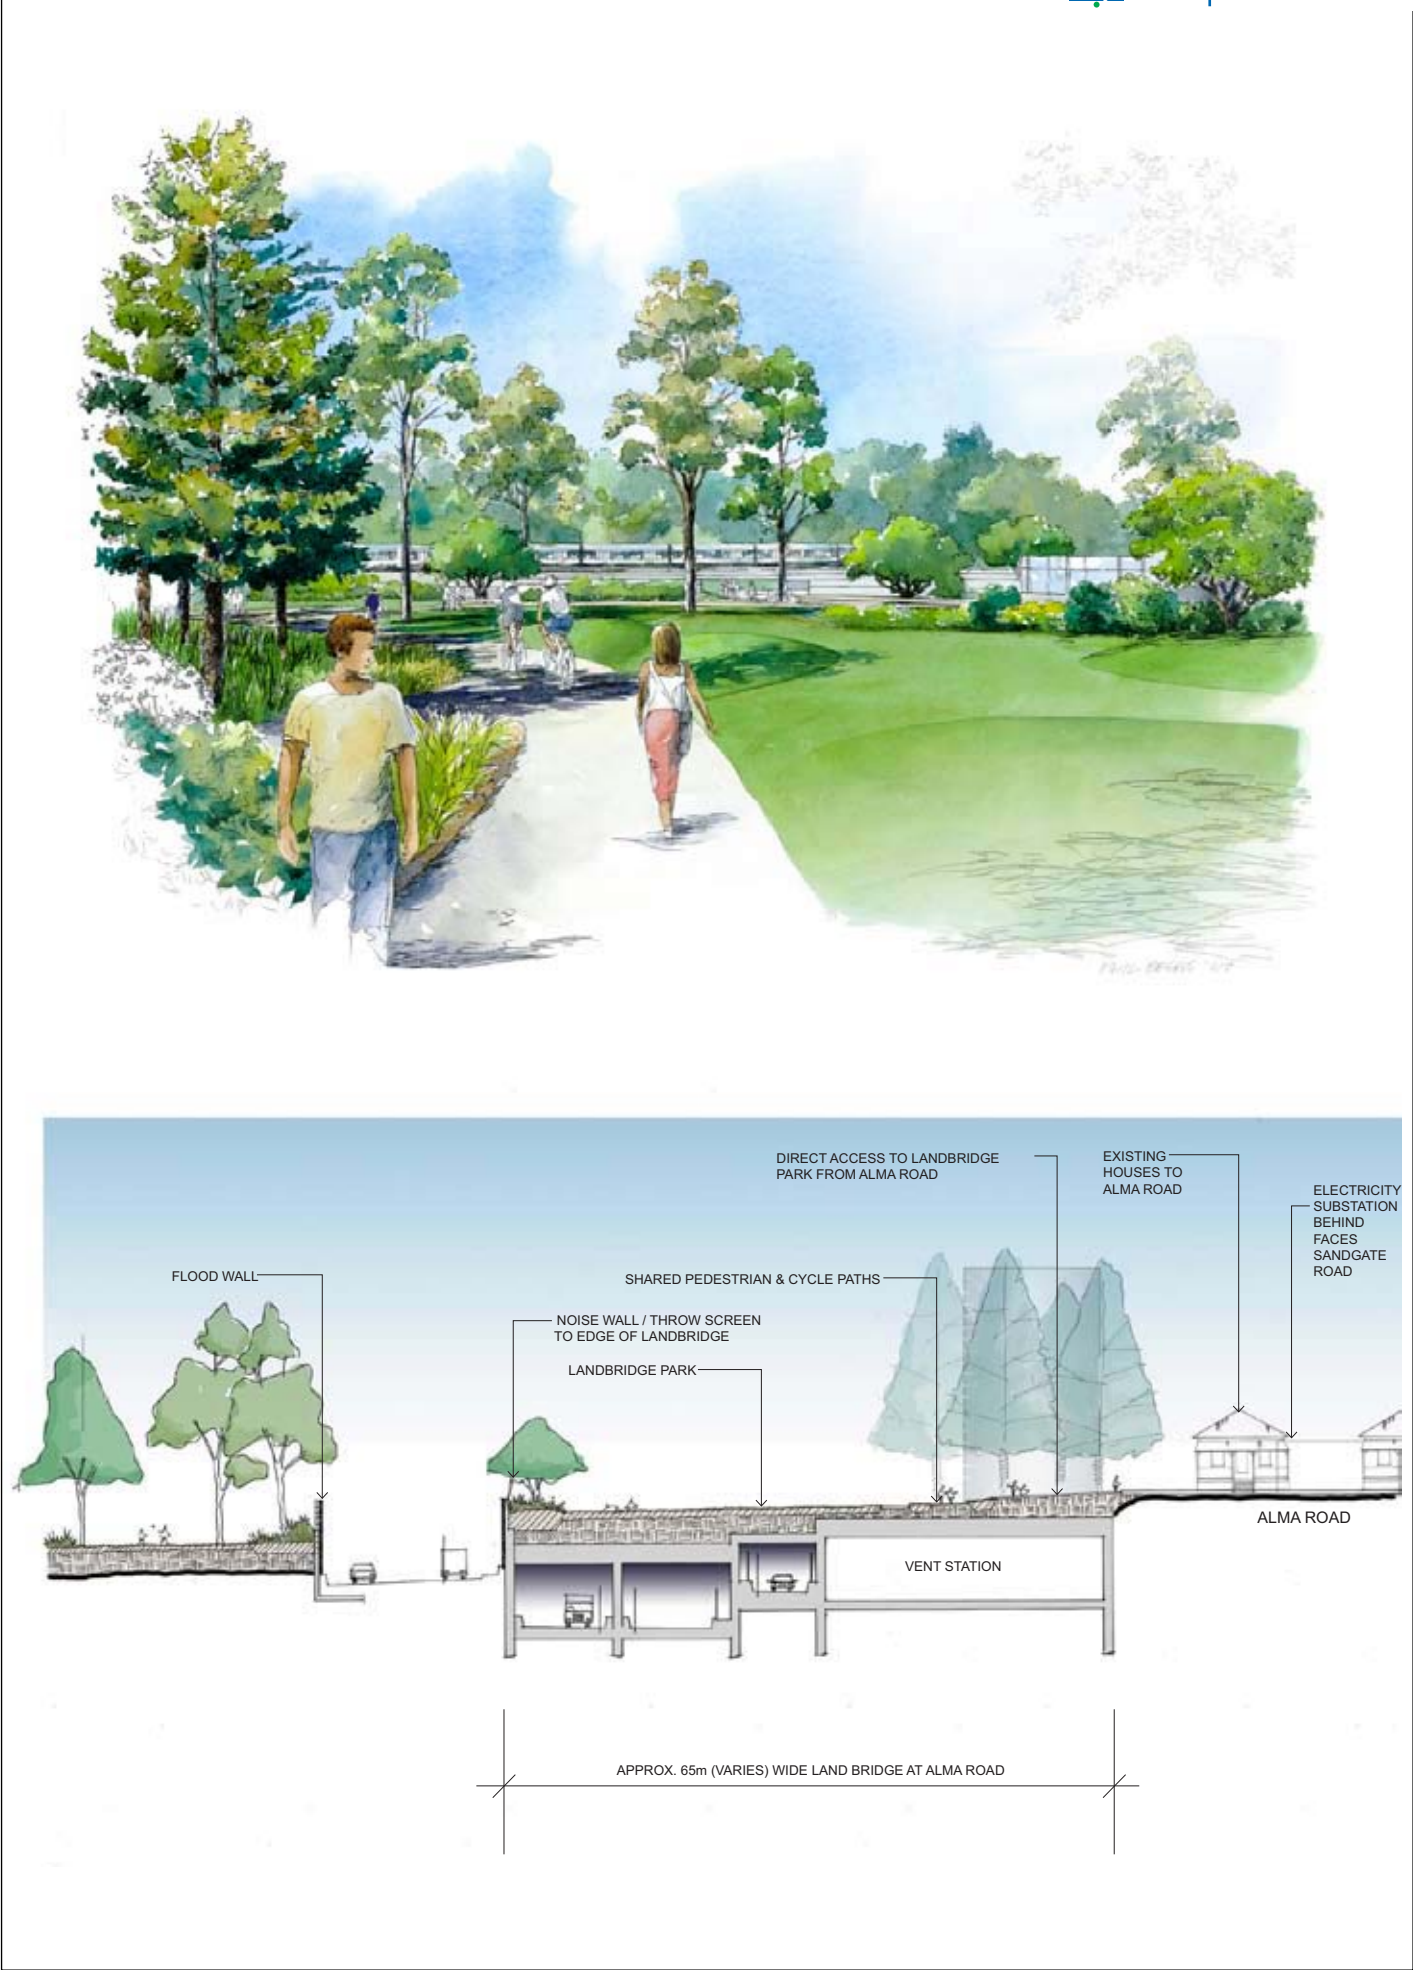 DIRECT ACCESS TO LANDBRIDGE
PARK FROM ALMA ROAD
EXISTING
HOUSES TO
ALMA ROAD
ELECTRICITY
SUBSTATION
BEHIND
FACES
SANDGATE
ROAD
FLOOD WALL
SHARED PEDESTRIAN & CYCLE PATHS
NOISE WALL / THROW SCREEN
TO EDGE OF LANDBRIDGE
LANDBRIDGE PARK
ALMA ROAD
VENT STATION
APPROX. 65m (VARIES) WIDE LAND BRIDGE AT ALMA ROAD